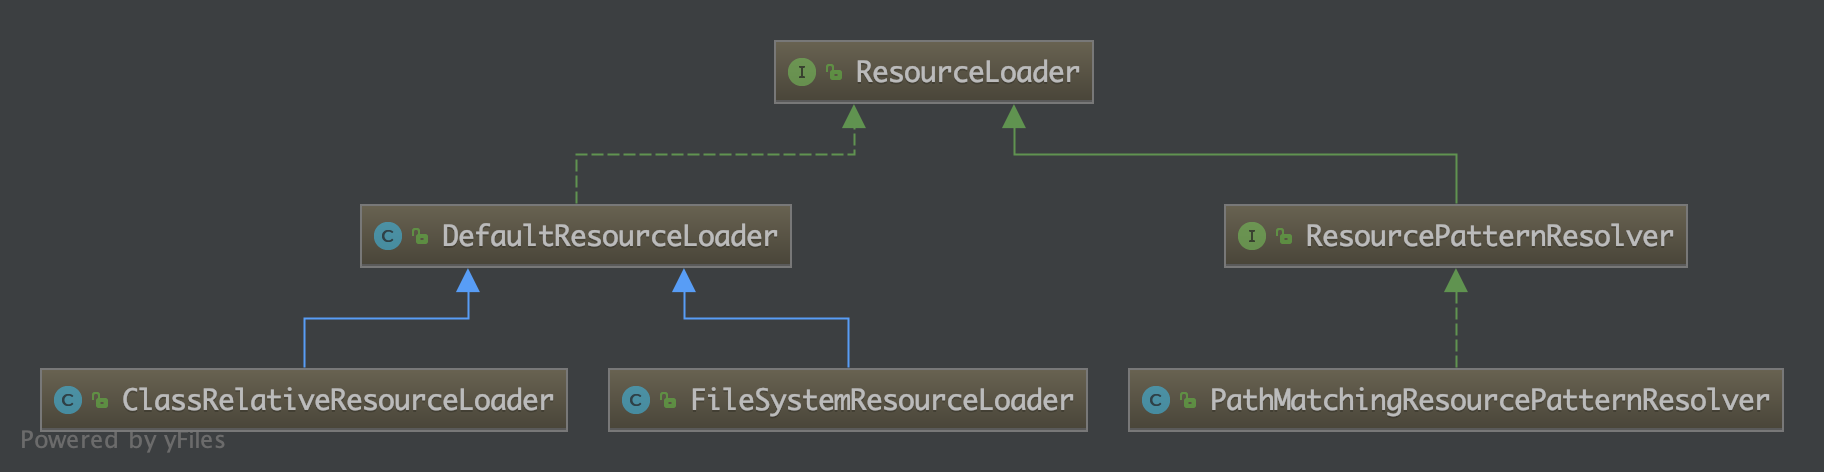 I ResourceLoader
C DefaultResourceLoader
I ResourcePatternResolver
C ClassRelativeResourceLoader
C FileSystemResourceLoader
C PathMatchingResourcePatternResolver
Powered by yFiles